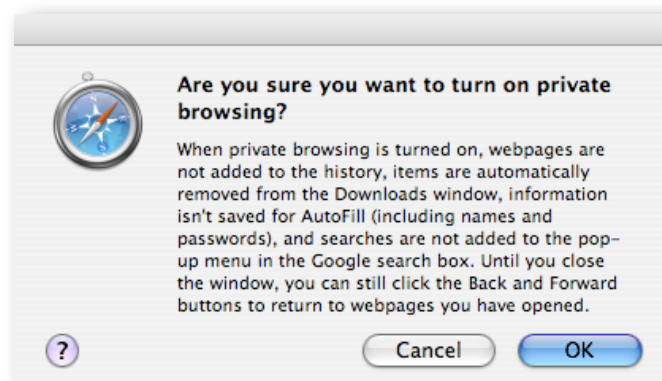 Are you sure you want to turn on private
browsing?
When private browsing is turned on, webpages are
not added to the history, items are automatically
removed from the Downloads window, information
isn't saved for AutoFill (including names and
passwords), and searches are not added to the pop-
up menu in the Google search box. Until you close
the window, you can still click the Back and Forward
buttons to return to webpages you have opened.
? Cancel OK